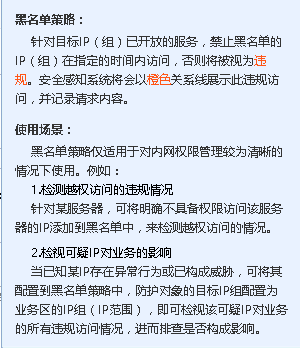 黑名单策略：
针对目标IP（组）已开放的服务，禁止黑名单的
IP（组）在指定的时间内访问，否则将被视为违
规。安全感知系统将会以橙色关系线展示此违规访
问，并记录请求内容。
使用场景：
黑名单策略仅适用于对内网权限管理较为清晰的
情况下使用。例如：
1.检测越权访问的违规情况
针对某服务器，可将明确不具备权限访问该服务
器的IP添加到黑名单中，来检测越权访问的情况。
2.检视可疑IP对业务的影响
当已知某IP存在异常行为或已构成威胁，可将其
配置到黑名单策略中，防护对象的目标IP组配置为
业务区的IP组（IP范围），即可检视该可疑IP对业务
的所有违规访问情况，进而排查是否构成影响。